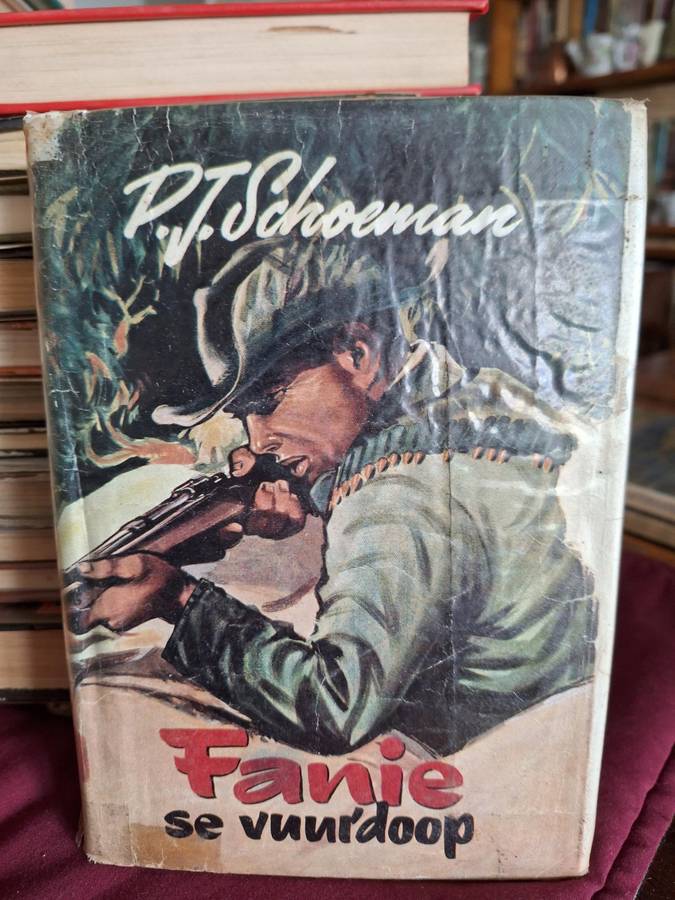 P.J. Schoeman
Fanie
se vuurdoop